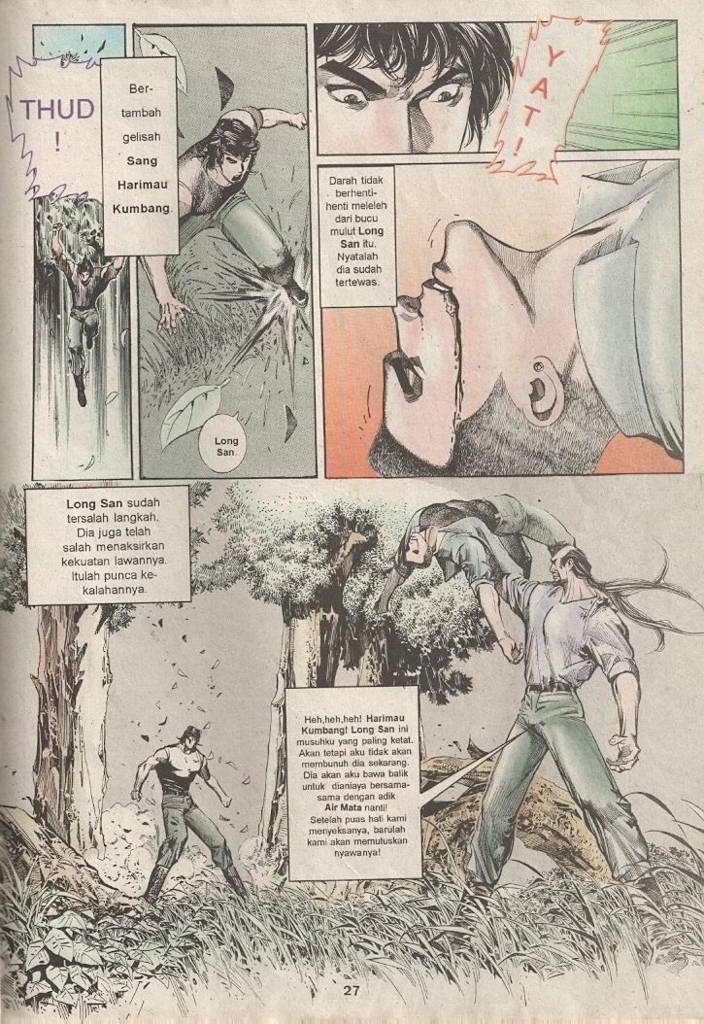 THUD
!
Ber-
tambah
gelisah
Sang
Harimau
Kumbang.
Long
San.
YAT!
Darah tidak
berhenti-
henti meleleh
dari bucu
mulut Long
San itu.
Nyatalah
dia sudah
tertewas.
Long San sudah
tersalah langkah.
Dia juga telah
salah menaksirkan
kekuatan lawannya.
Itulah punca ke-
kalahannya.
Heh,heh,heh! Harimau
Kumbang! Long San ini
musuhku yang paling ketat.
Akan tetapi aku tidak akan
membunuh dia sekarang.
Dia akan aku bawa balik
untuk dianiaya bersama-
sama dengan adik
Air Mata nanti!
Setelah puas hati kami
menyeksanya, barulah
kami akan memutuskan
nyawanya!
27